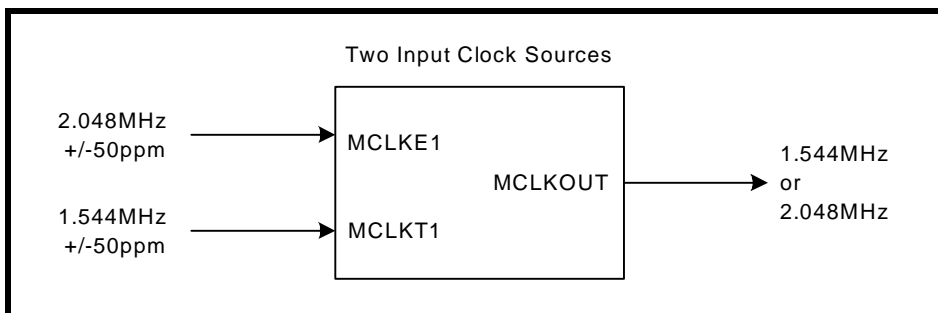 Two Input Clock Sources
2.048MHz
+/-50ppm
MCLKE1
1.544MHz
+/-50ppm
MCLKT1
MCLKOUT
1.544MHz
or
2.048MHz